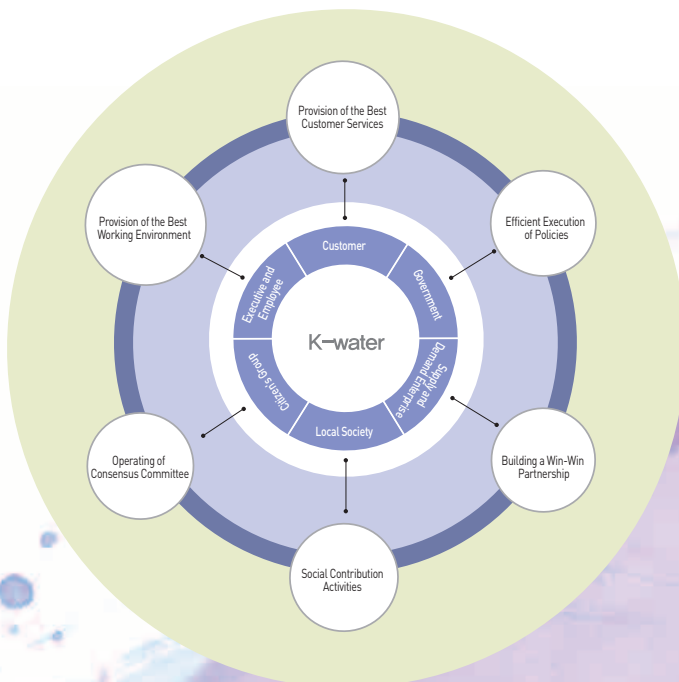 Provision of the Best
Customer Services
Provision of the Best
Working Environment
Efficient Execution
of Policies
Customer
Executive and
Employee
Government
K-water
Citizen's Group
Supply and
Demand Enterprise
Local Society
Operating of
Consensus Committee
Building a Win-Win
Partnership
Social Contribution
Activities